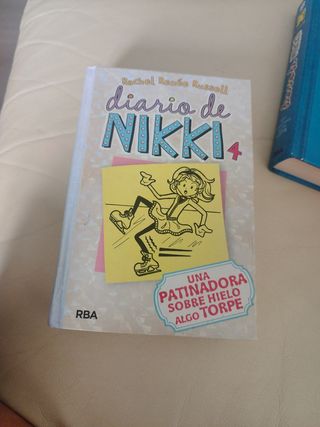 Rachel Renée Russell
diario de
NIKKI 4
UNA
PATINADORA
SOBRE HIELO
ALGO TORPE
RBA